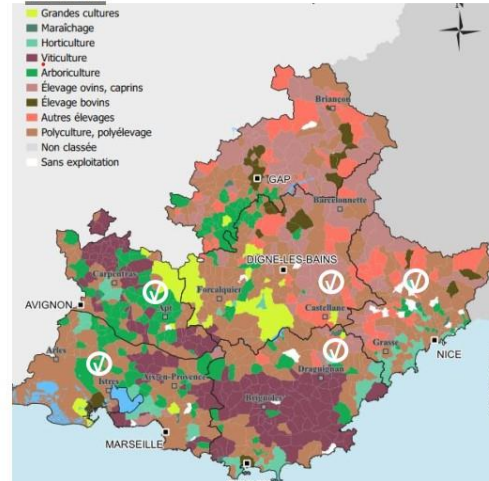 Grandes cultures
Maraîchage
Horticulture
Viticulture
Arboriculture
Élevage ovins, caprins
Élevage bovins
Autres élevages
Polyculture, polyélevage
Non classée
Sans exploitation
N
Briançon
GAP
Barcelonnette
DIGNE-LES-BAINS
Carpentras
Forcalquier
AVIGNON
Apt
Castellane
Arles
Grasse
NICE
Istres
Aix-en-Provence
Draguignan
Brignoles
MARSEILLE